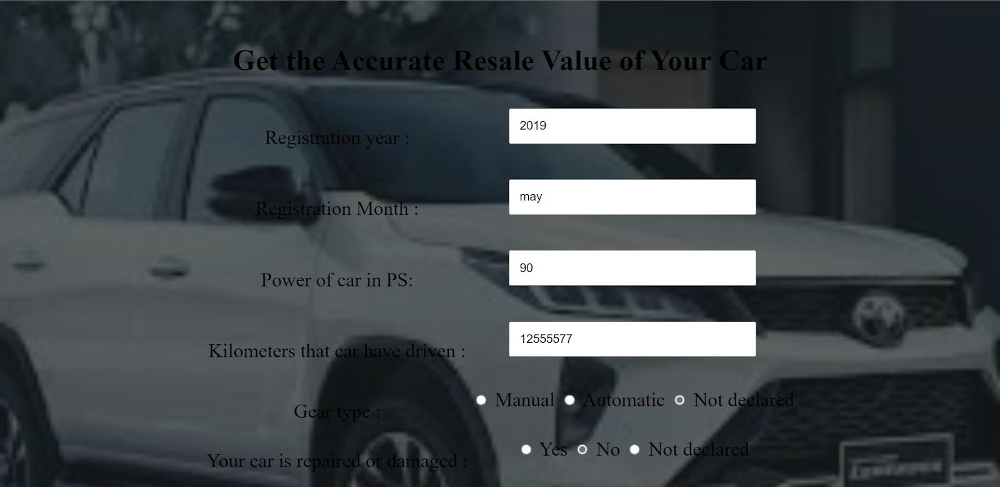 Get the Accurate Resale Value of Your Car
Registration year : 2019
Registration Month : may
Power of car in PS: 90
Kilometers that car have driven : 12555577
Gear type : Manual Automatic Not declared
Your car is repaired or damaged : Yes No Not declared